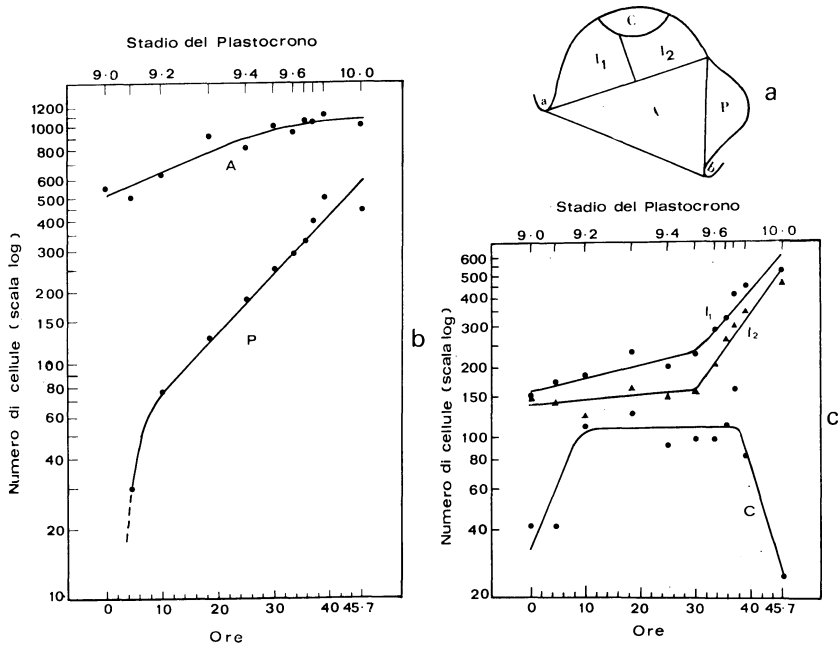 Stadio del Plastocrono
9·0 9·2 9·4 9·6 10·0
Numero di cellule (scala log)
1200
1000
800
600
500
400
300
200
150
100
80
60
40
20
10
A
P
0 10 20 30 40 45·7
Ore
b
C
I₁ I₂
a
P
b
a
Stadio del Plastocrono
9·0 9·2 9·4 9·6 10·0
Numero di cellule (scala log)
600
500
400
300
200
150
100
80
60
40
20
I₁
I₂
C
0 10 20 30 40 45·7
Ore
c